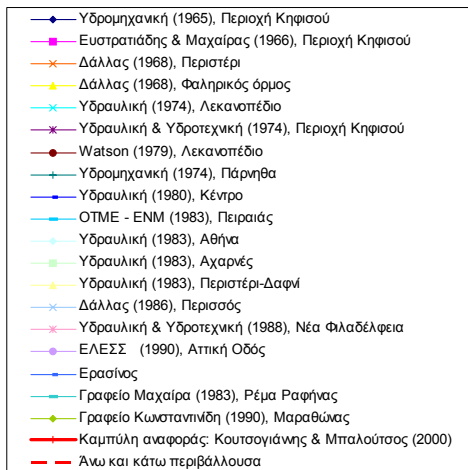 Υδρομηχανική (1965), Περιοχή Κηφισού
Ευστρατιάδης & Μαχαίρας (1966), Περιοχή Κηφισού
Δάλλας (1968), Περιστέρι
Δάλλας (1968), Φαληρικός όρμος
Υδραυλική (1974), Λεκανοπέδιο
Υδραυλική & Υδροτεχνική (1974), Περιοχή Κηφισού
Watson (1979), Λεκανοπέδιο
Υδρομηχανική (1974), Πάρνηθα
Υδραυλική (1980), Κέντρο
ΟΤΜΕ - ΕΝΜ (1983), Πειραιάς
Υδραυλική (1983), Αθήνα
Υδραυλική (1983), Αχαρνές
Υδραυλική (1983), Περιστέρι-Δαφνί
Δάλλας (1986), Περισσός
Υδραυλική & Υδροτεχνική (1988), Νέα Φιλαδέλφεια
ΕΛΕΣΣ (1990), Αττική Οδός
Ερασίνος
Γραφείο Μαχαίρα (1983), Ρέμα Ραφήνας
Γραφείο Κωνσταντινίδη (1990), Μαραθώνας
Καμπύλη αναφοράς: Κουτσογιάννης & Μπαλούτσος (2000)
Άνω και κάτω περιβάλλουσα